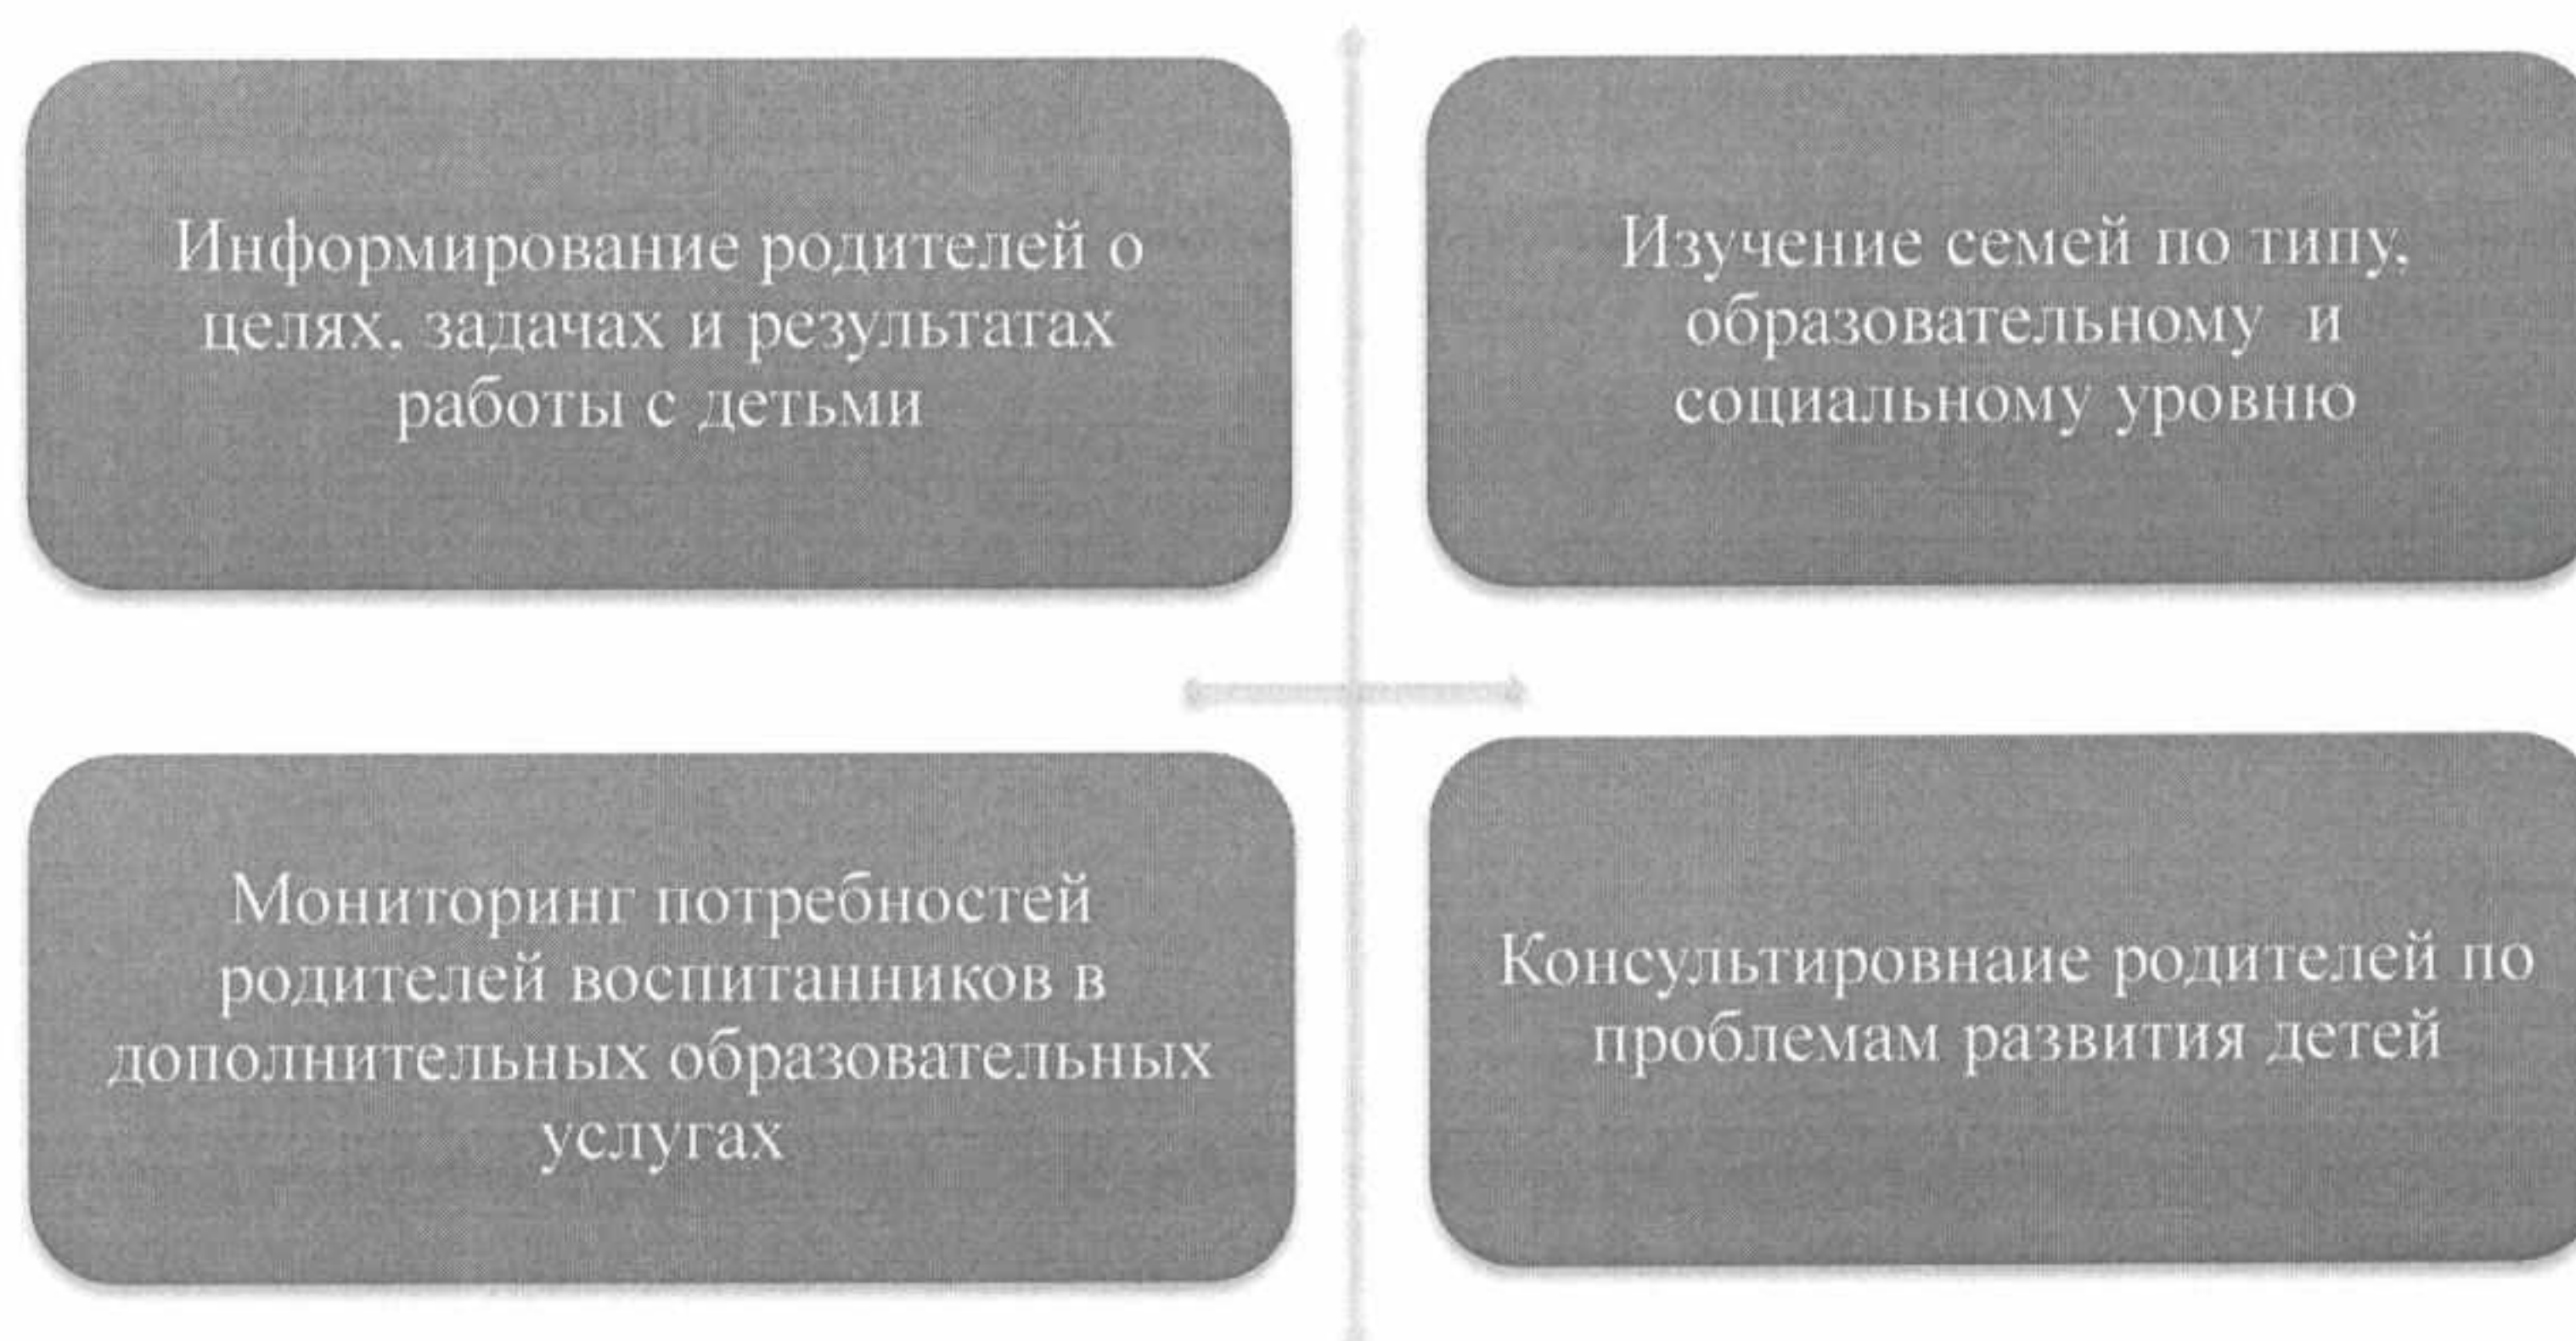 Информирование родителей о
целях, задачах и результатах
работы с детьми
Изучение семей по типу,
образовательному и
социальному уровню
Мониторинг потребностей
родителей воспитанников в
дополнительных образовательных
услугах
Консультировнаие родителей по
проблемам развития детей